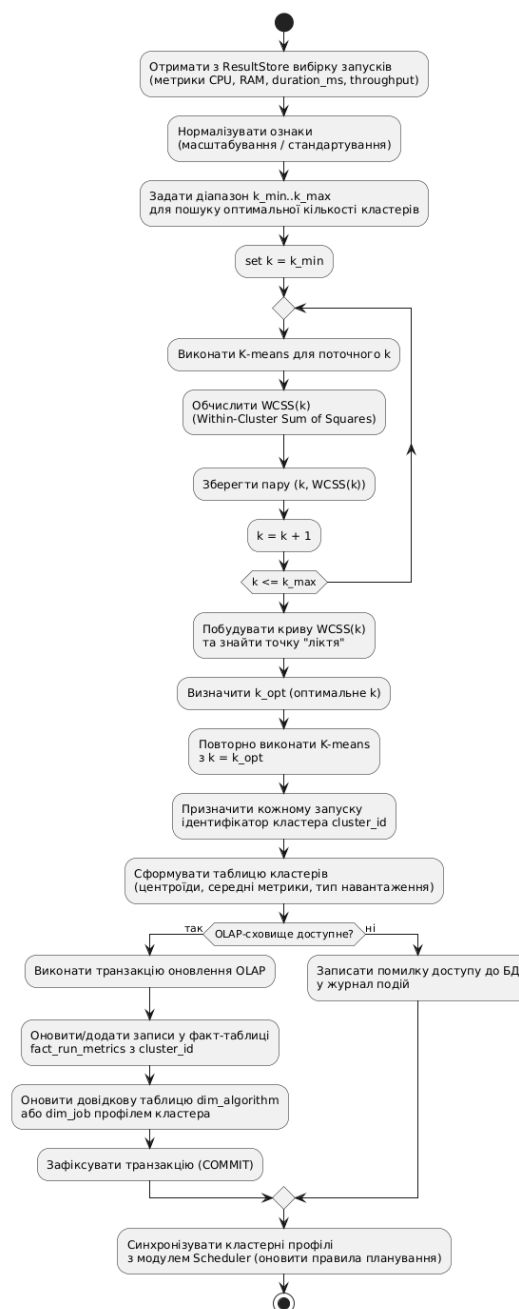 Отримати з ResultStore вибірку запусків
(метрики CPU, RAM, duration_ms, throughput)
Нормалізувати ознаки
(масштабування / стандартування)
Задати діапазон k_min..k_max
для пошуку оптимальної кількості кластерів
set k = k_min
Виконати K-means для поточного k
Обчислити WCSS(k)
(Within-Cluster Sum of Squares)
Зберегти пару (k, WCSS(k))
k = k + 1
k <= k_max
Побудувати криву WCSS(k)
та знайти точку "ліктя"
Визначити k_opt (оптимальне k)
Повторно виконати K-means
з k = k_opt
Призначити кожному запуску
ідентифікатор кластера cluster_id
Сформувати таблицю кластерів
(центроїди, середні метрики, тип навантаження)
так
OLAP-сховище доступне?
ні
Виконати транзакцію оновлення OLAP
Оновити/додати записи у факт-таблиці
fact_run_metrics з cluster_id
Оновити довідкову таблицю dim_algorithm
або dim_job профілем кластера
Зафіксувати транзакцію (COMMIT)
Записати помилку доступу до БД
у журнал подій
Синхронізувати кластерні профілі
з модулем Scheduler (оновити правила планування)